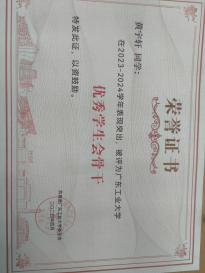 荣誉证书
黄宇轩 同学：
在2023-2024学年表现突出，被评为广东工业大学
优秀学生会骨干
特发此证，以资鼓励。